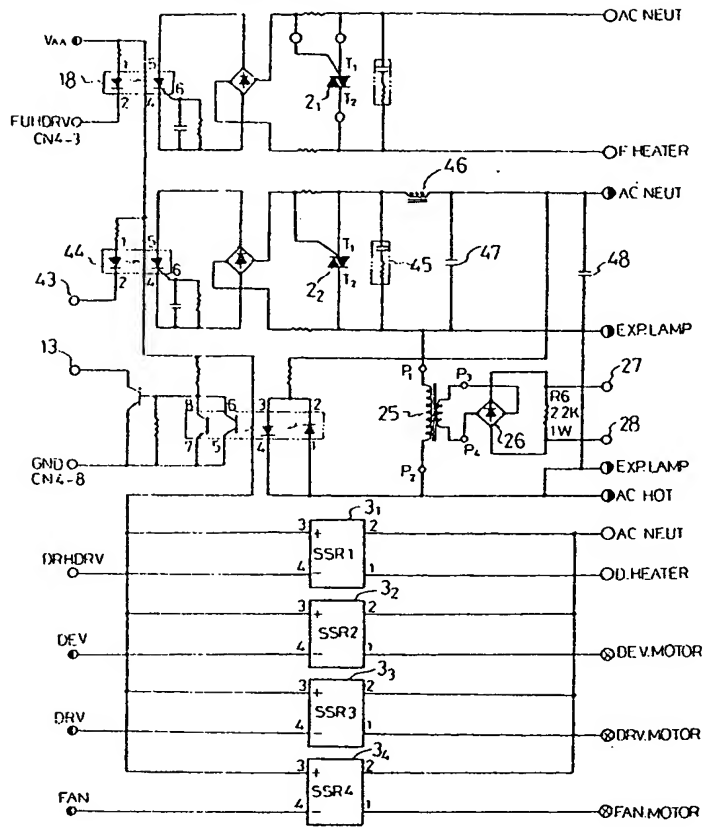 AC NEUT
VAA
1 5
18
2 4 6
T1
2₁
T2
FUHDRV
CN4-3
F.HEATER
46
AC NEUT
1 5
44
2 4 6
T1
2₂
T2
45
47
48
43
EXP.LAMP
13
P1
P3
27
8 6 3 2
25
R6
22K
1W
26
7 5 4 1
P4
28
GND
CN4-8
P2
EXP.LAMP
AC HOT
3₁
3 + SSR1 2
AC NEUT
DRHDRV
4 − 1
D.HEATER
3₂
3 + SSR2 2
DEV
4 − 1
DEV.MOTOR
3₃
3 + SSR3 2
DRV
4 − 1
DRV.MOTOR
3₄
3 + SSR4 2
FAN
4 − 1
FAN.MOTOR